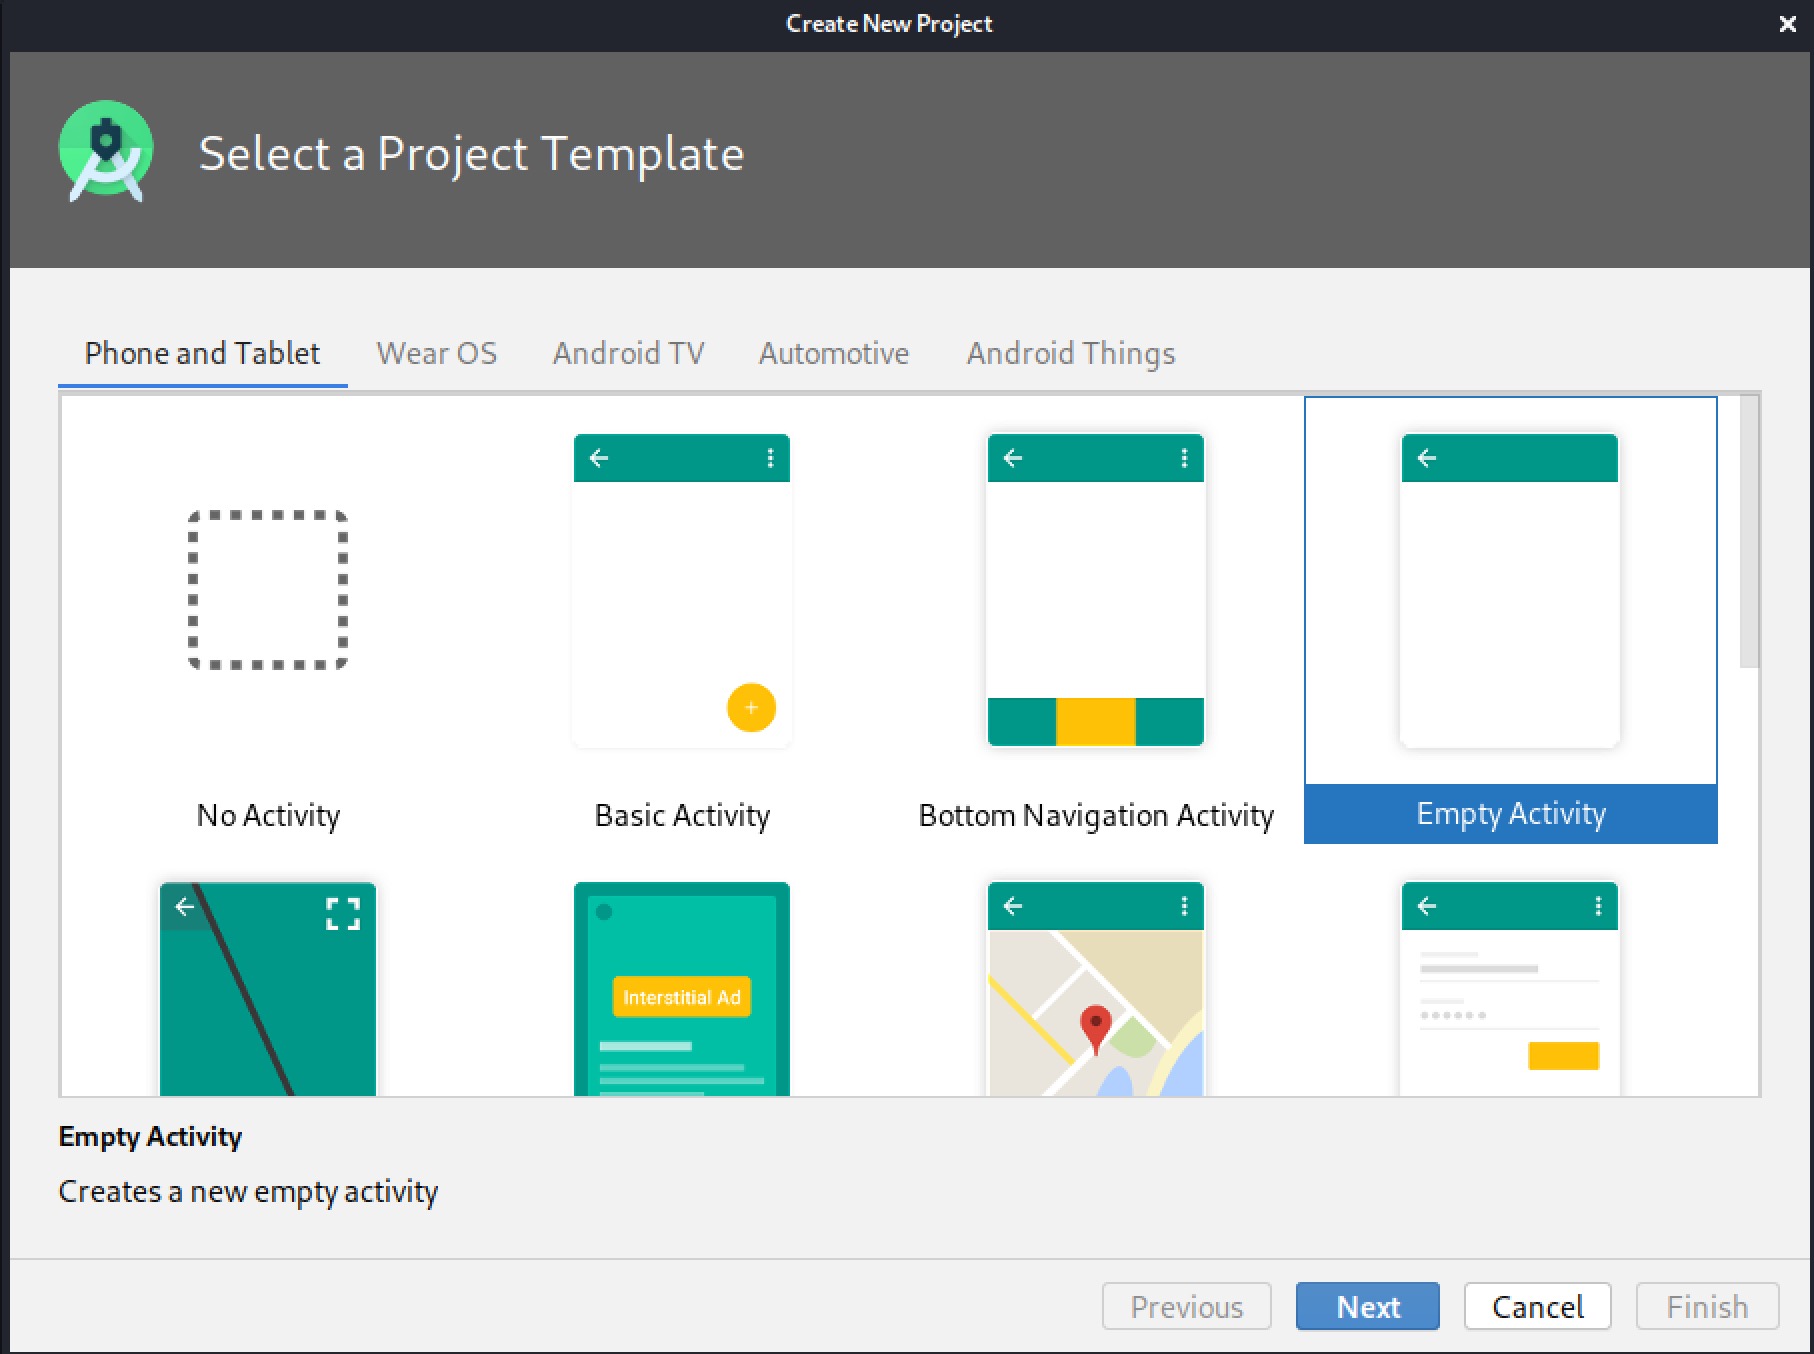 Create New Project
Select a Project Template
Phone and Tablet Wear OS Android TV Automotive Android Things
No Activity Basic Activity Bottom Navigation Activity Empty Activity
Interstitial Ad
Empty Activity
Creates a new empty activity
Previous Next Cancel Finish